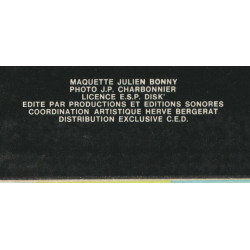 MAQUETTE JULIEN BONNY
PHOTO J.P. CHARBONNIER
LICENCE E.S.P. DISK'
EDITE PAR PRODUCTIONS ET EDITIONS SONORES
COORDINATION ARTISTIQUE HERVE BERGERAT
DISTRIBUTION EXCLUSIVE C.E.D.